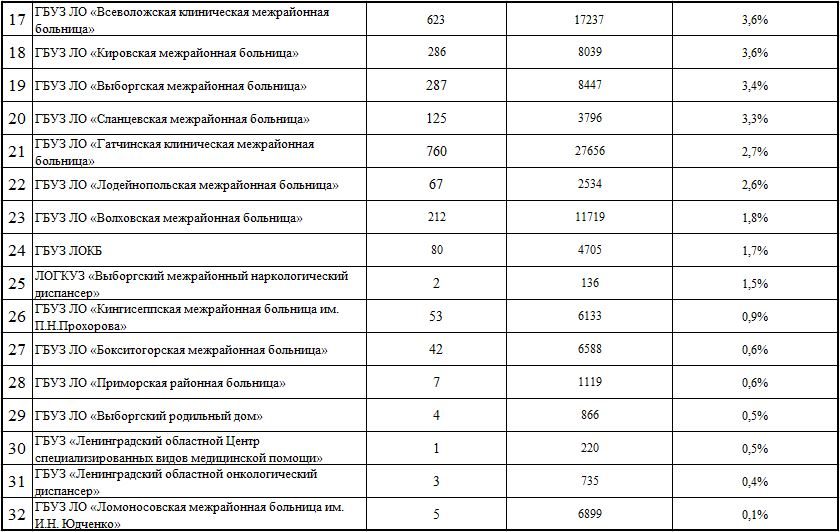 17 ГБУЗ ЛО «Всеволожская клиническая межрайонная
больница» 623 17237 3,6%
18 ГБУЗ ЛО «Кировская межрайонная больница» 286 8039 3,6%
19 ГБУЗ ЛО «Выборгская межрайонная больница» 287 8447 3,4%
20 ГБУЗ ЛО «Сланцевская межрайонная больница» 125 3796 3,3%
21 ГБУЗ ЛО «Гатчинская клиническая межрайонная
больница» 760 27656 2,7%
22 ГБУЗ ЛО «Лодейнопольская межрайонная больница» 67 2534 2,6%
23 ГБУЗ ЛО «Волховская межрайонная больница» 212 11719 1,8%
24 ГБУЗ ЛОКБ 80 4705 1,7%
25 ЛОГКУЗ «Выборгский межрайонный наркологический
диспансер» 2 136 1,5%
26 ГБУЗ ЛО «Кингисеппская межрайонная больница им.
П.Н.Прохорова» 53 6133 0,9%
27 ГБУЗ ЛО «Бокситогорская межрайонная больница» 42 6588 0,6%
28 ГБУЗ ЛО «Приморская районная больница» 7 1119 0,6%
29 ГБУЗ ЛО «Выборгский родильный дом» 4 866 0,5%
30 ГБУЗ «Ленинградский областной Центр
специализированных видов медицинской помощи» 1 220 0,5%
31 ГБУЗ «Ленинградский областной онкологический
диспансер» 3 735 0,4%
32 ГБУЗ ЛО «Ломоносовская межрайонная больница им.
И.Н. Юдченко» 5 6899 0,1%